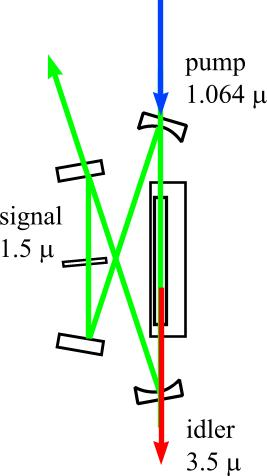 pump
1.064 μ
signal
1.5 μ
idler
3.5 μ